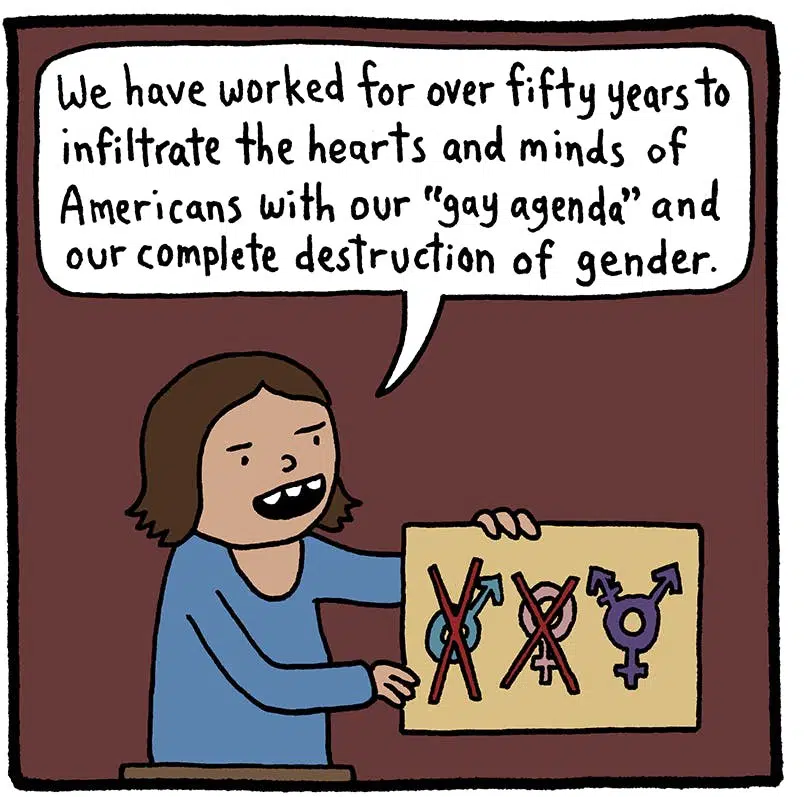 We have worked for over fifty years to
infiltrate the hearts and minds of
Americans with our "gay agenda" and
our complete destruction of gender.